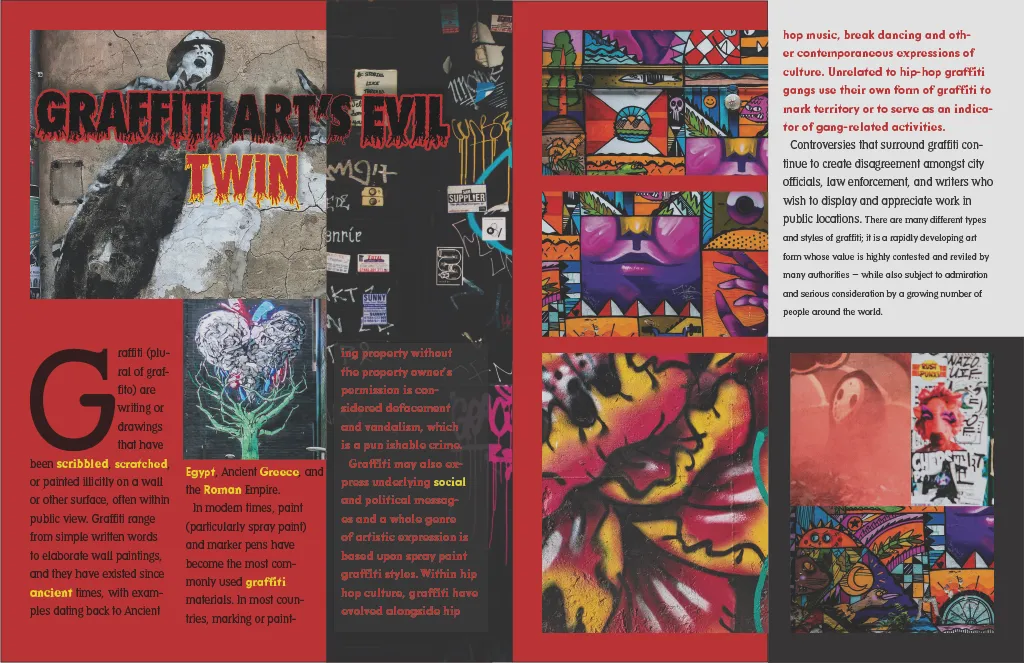 GRAFFITI ART'S EVIL
TWIN
Graffiti (plu-
ral of graf-
fito) are
writing or
drawings
that have
been scribbled, scratched,
or painted illicitly on a wall
or other surface, often within
public view. Graffiti range
from simple written words
to elaborate wall paintings,
and they have existed since
ancient times, with exam-
ples dating back to Ancient
Egypt, Ancient Greece, and
the Roman Empire.
In modern times, paint
(particularly spray paint)
and marker pens have
become the most com-
monly used graffiti
materials. In most coun-
tries, marking or paint-
ing property without
the property owner's
permission is con-
sidered defacement
and vandalism, which
is a pun ishable crime.
Graffiti may also ex-
press underlying social
and political messag-
es and a whole genre
of artistic expression is
based upon spray paint
graffiti styles. Within hip
hop culture, graffiti have
evolved alongside hip
hop music, break dancing and oth-
er contemporaneous expressions of
culture. Unrelated to hip-hop graffiti
gangs use their own form of graffiti to
mark territory or to serve as an indica-
tor of gang-related activities.
Controversies that surround graffiti con-
tinue to create disagreement amongst city
officials, law enforcement, and writers who
wish to display and appreciate work in
public locations. There are many different types
and styles of graffiti; it is a rapidly developing art
form whose value is highly contested and reviled by
many authorities – while also subject to admiration
and serious consideration by a growing number of
people around the world.
SUPPLIER
SUNNY